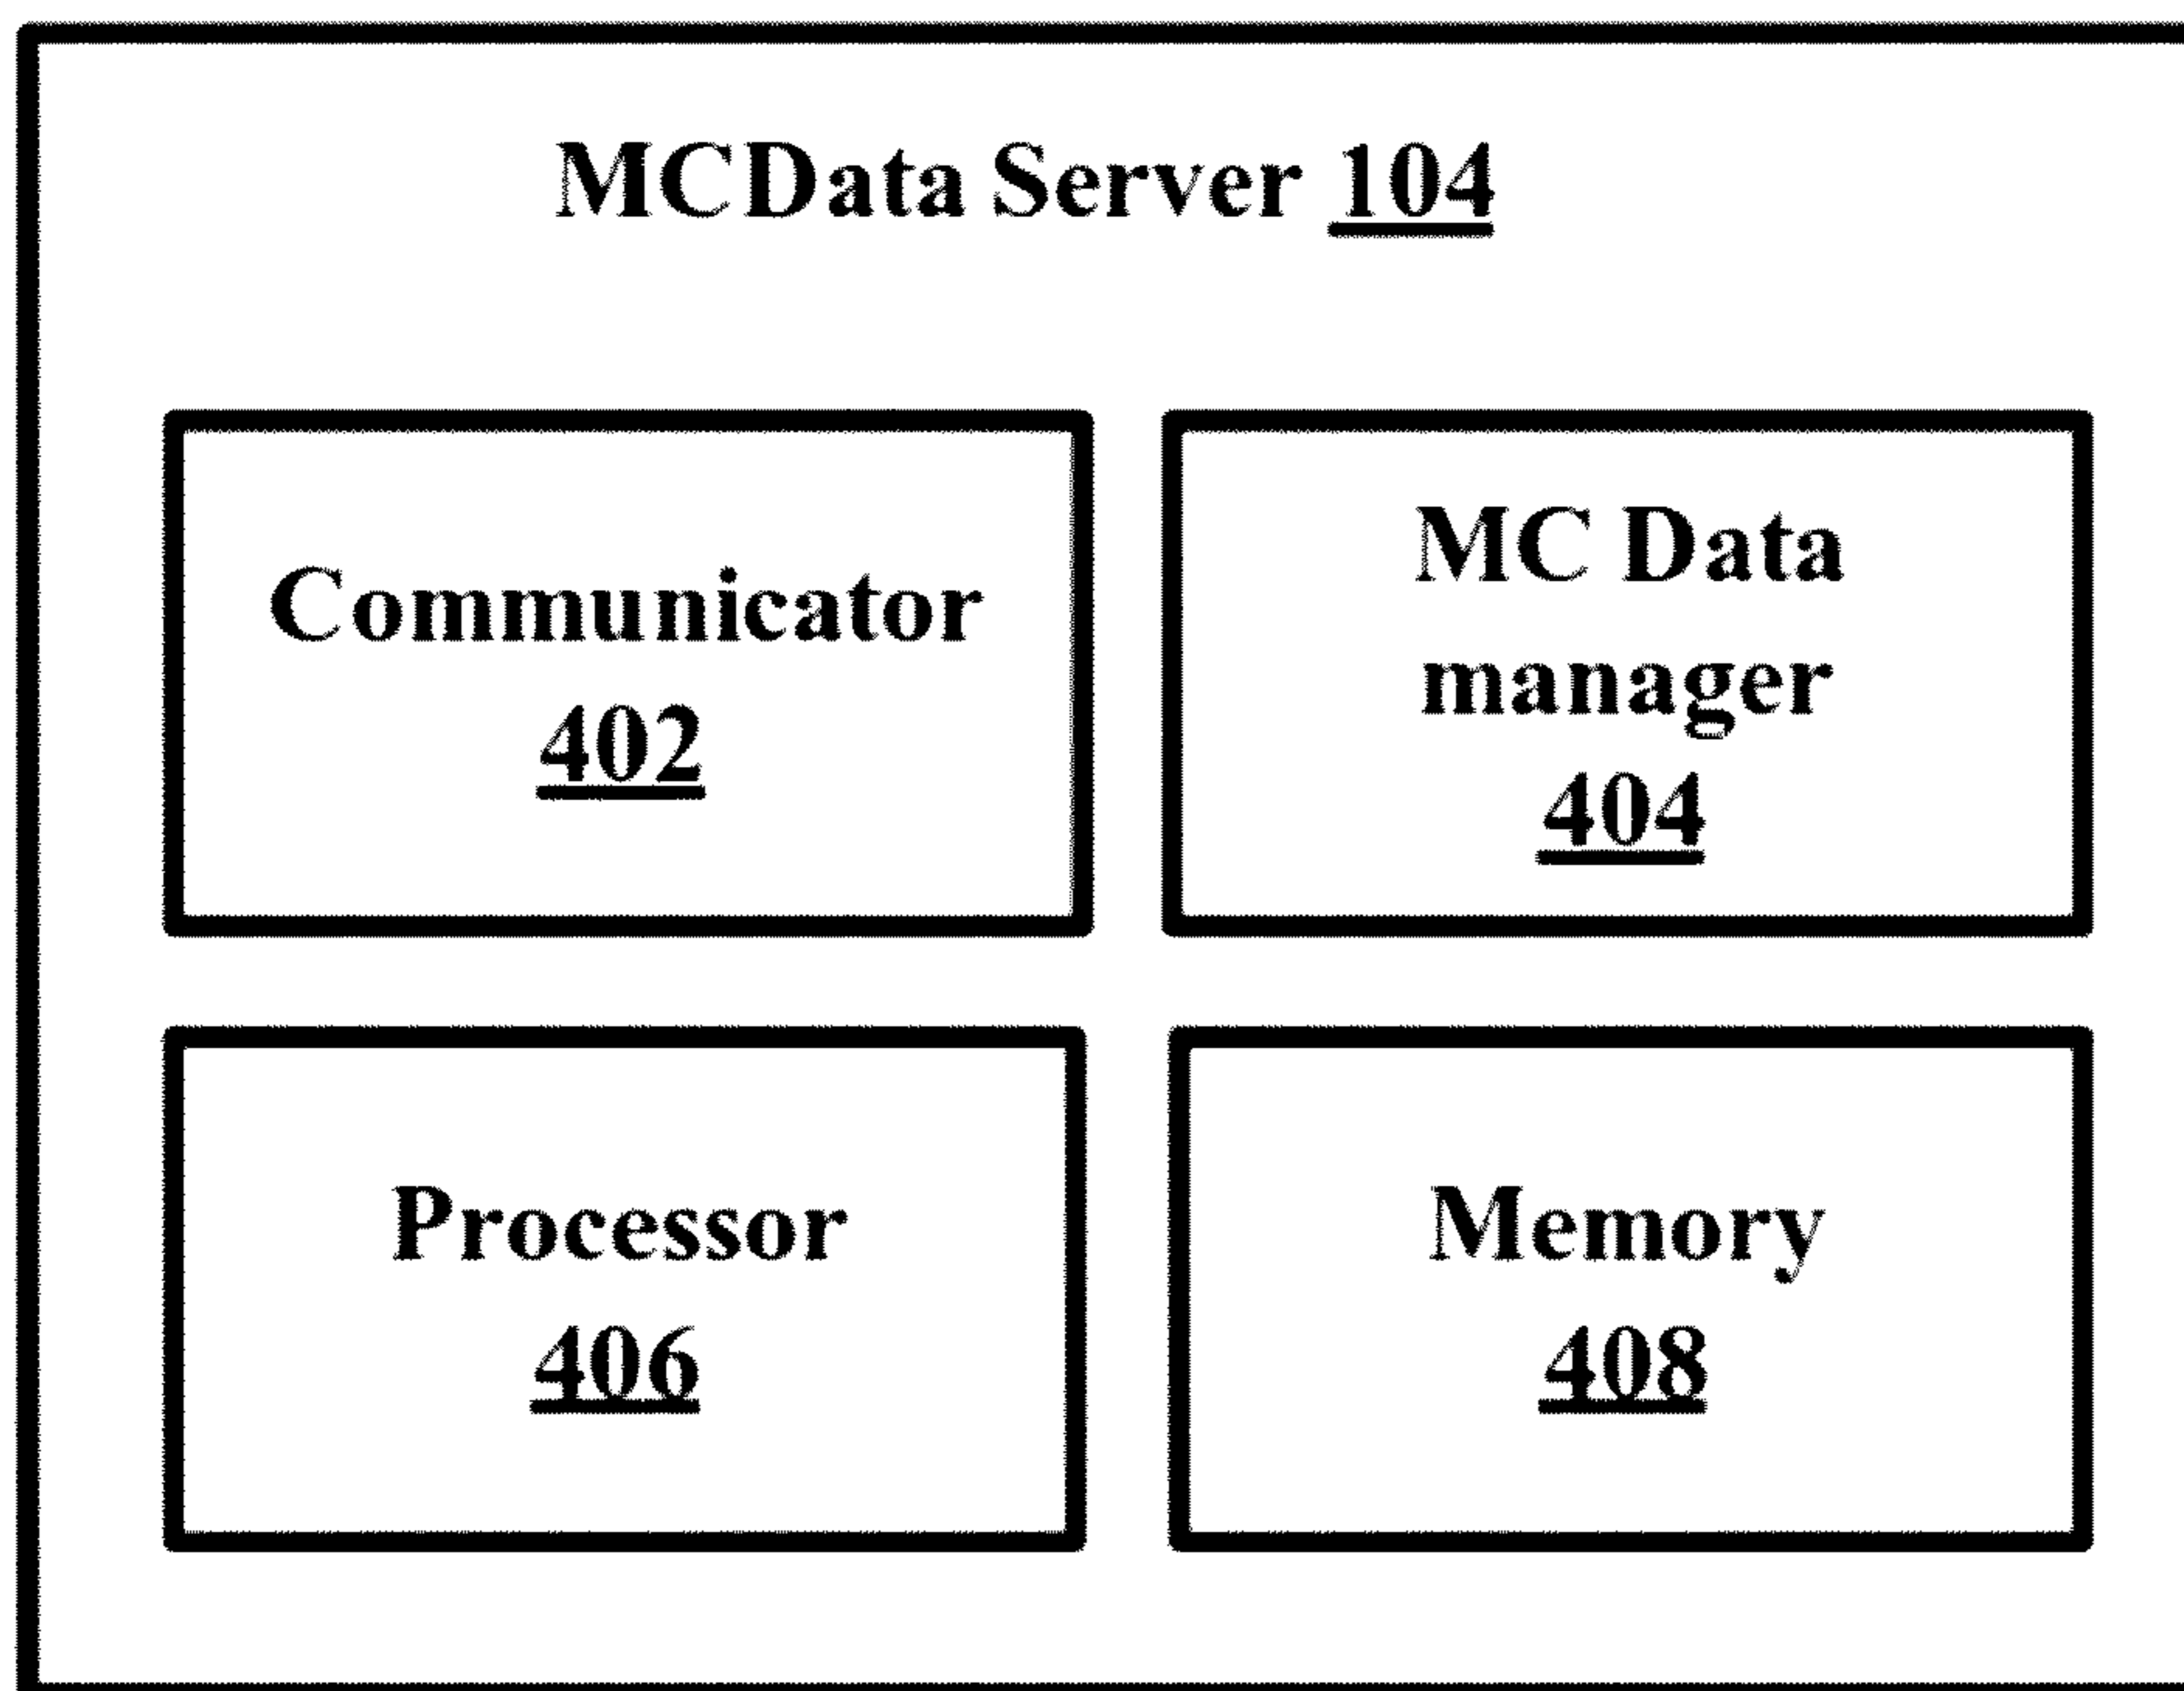 MCData Server 104
Communicator
402
MC Data
manager
404
Processor
406
Memory
408